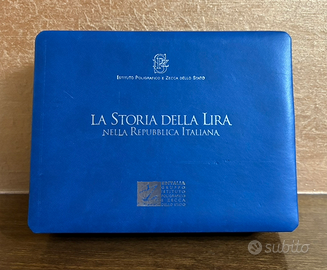 ISTITUTO POLIGRAFICO E ZECCA DELLO STATO
LA STORIA DELLA LIRA
NELLA REPUBBLICA ITALIANA
subito